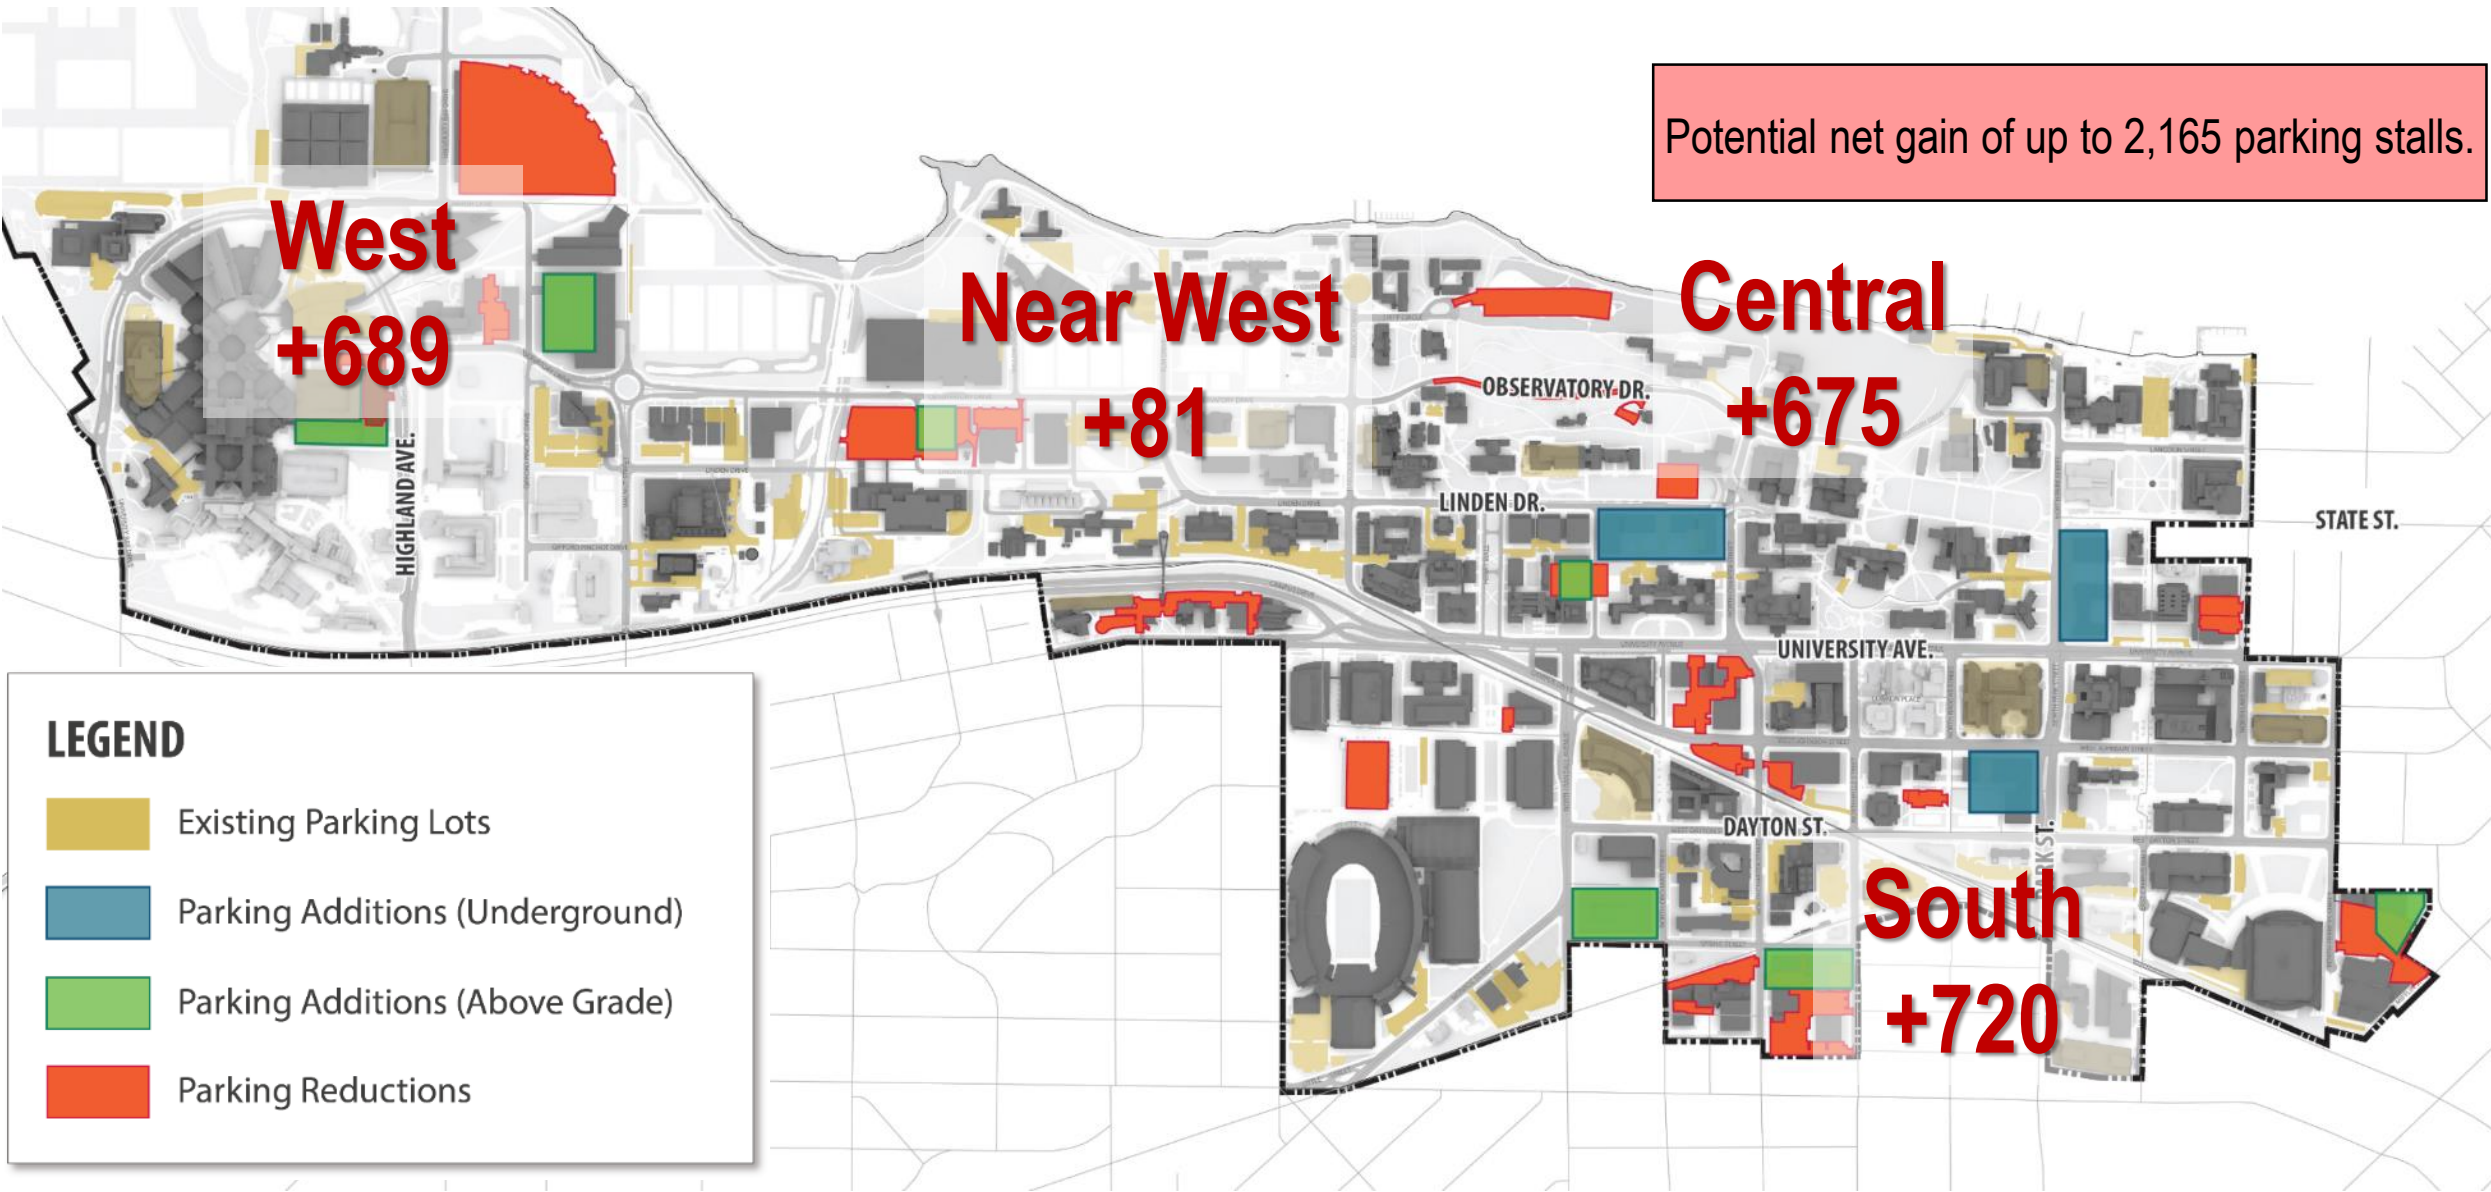 Potential net gain of up to 2,165 parking stalls.
West
+689
Near West
+81
Central
+675
OBSERVATORY DR.
HIGHLAND AVE.
LINDEN DR.
STATE ST.
UNIVERSITY AVE.
DAYTON ST.
South
+720
LEGEND
Existing Parking Lots
Parking Additions (Underground)
Parking Additions (Above Grade)
Parking Reductions